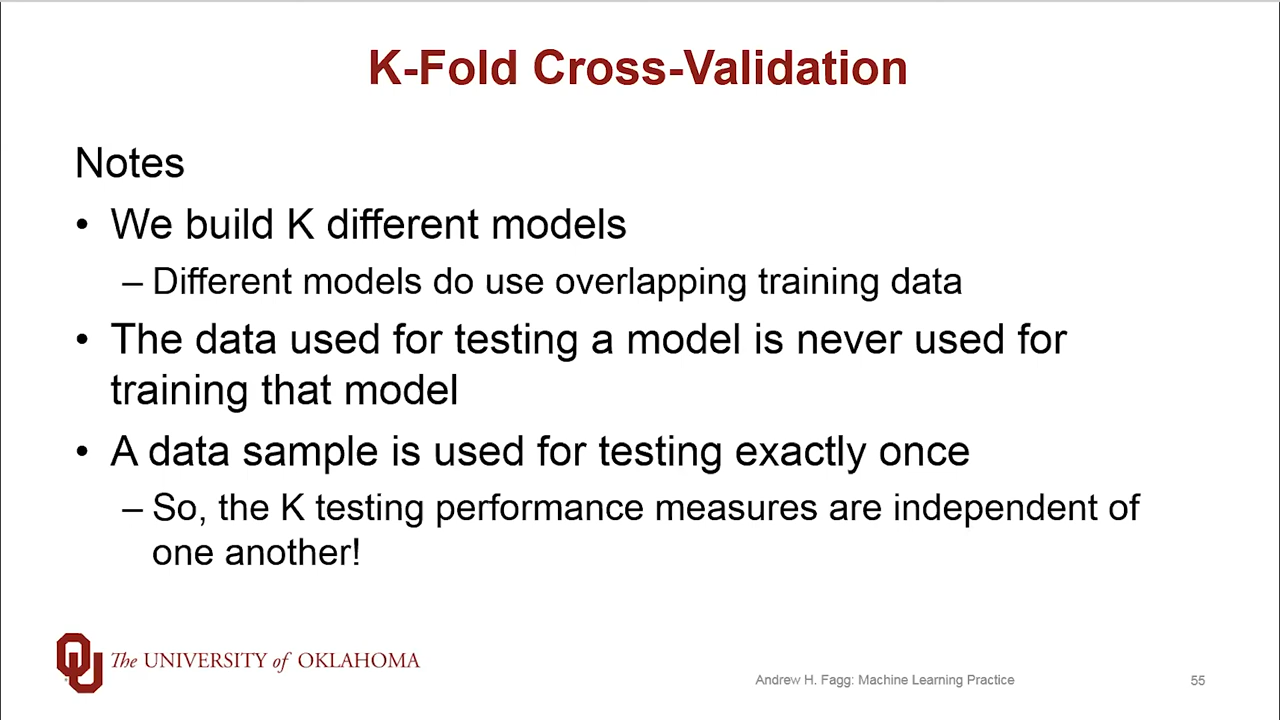 K-Fold Cross-Validation
Notes
• We build K different models
– Different models do use overlapping training data
• The data used for testing a model is never used for
training that model
• A data sample is used for testing exactly once
– So, the K testing performance measures are independent of
one another!
The UNIVERSITY of OKLAHOMA
Andrew H. Fagg: Machine Learning Practice
55